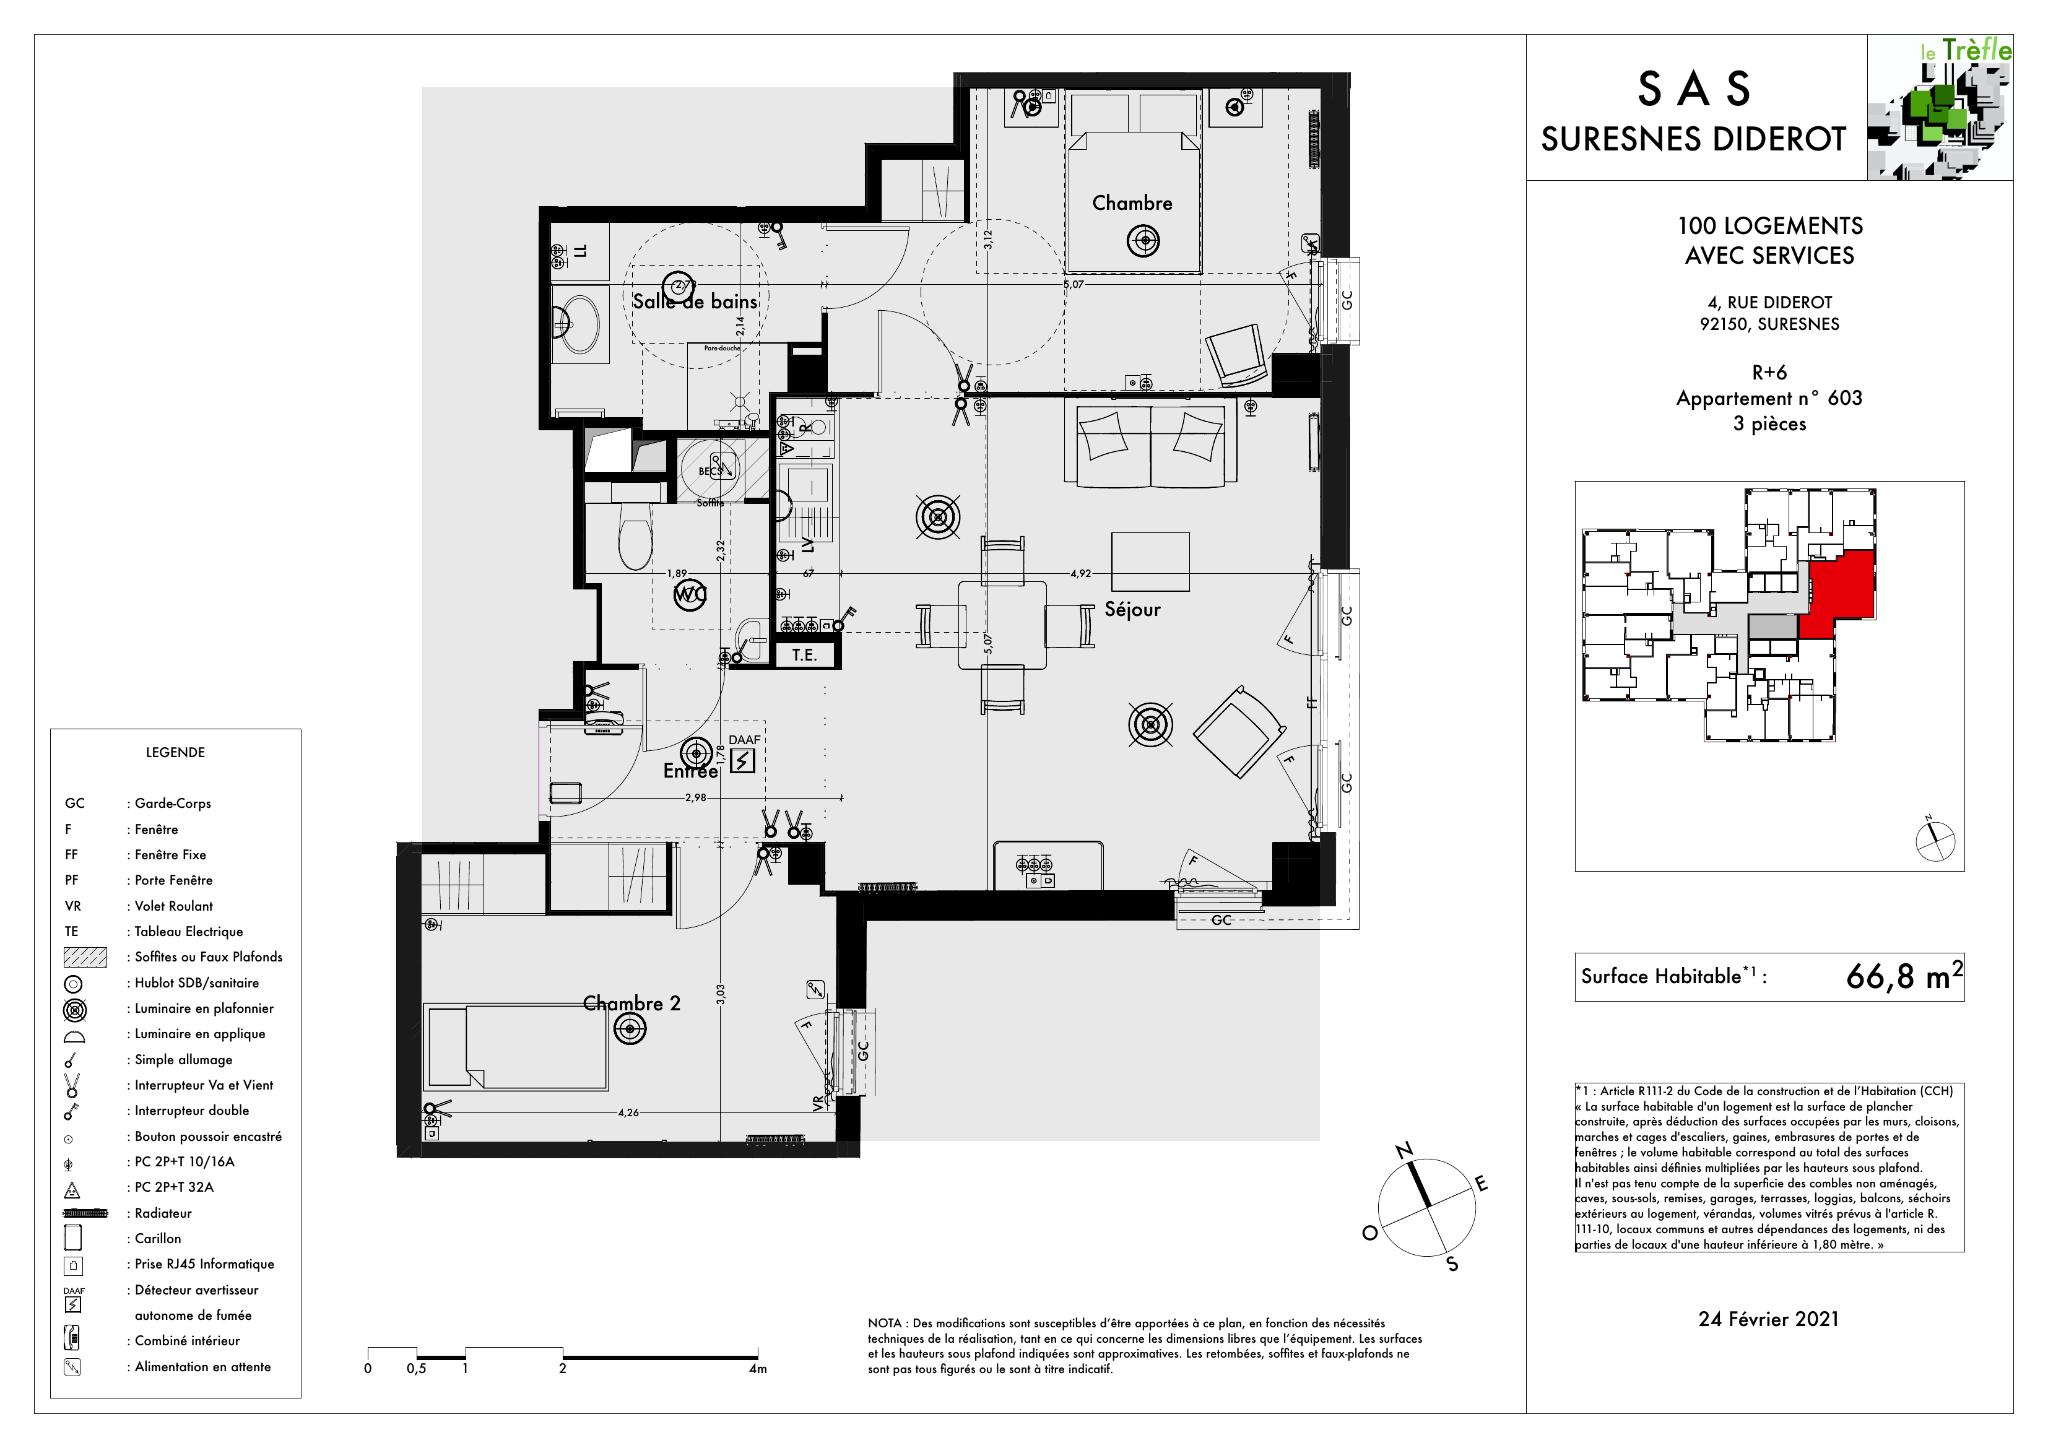 le Trèfle
S A S
SURESNES DIDEROT
100 LOGEMENTS
AVEC SERVICES
4, RUE DIDEROT
92150, SURESNES
R+6
Appartement n° 603
3 pièces
N
Surface Habitable*1 : 66,8 m²
*1 : Article R111-2 du Code de la construction et de l'Habitation (CCH)
« La surface habitable d'un logement est la surface de plancher
construite, après déduction des surfaces occupées par les murs, cloisons,
marches et cages d'escaliers, gaines, embrasures de portes et de
fenêtres ; le volume habitable correspond au total des surfaces
habitables ainsi définies multipliées par les hauteurs sous plafond.
Il n'est pas tenu compte de la superficie des combles non aménagés,
caves, sous-sols, remises, garages, terrasses, loggias, balcons, séchoirs
extérieurs au logement, vérandas, volumes vitrés prévus à l'article R.
111-10, locaux communs et autres dépendances des logements, ni des
parties de locaux d'une hauteur inférieure à 1,80 mètre. »
24 Février 2021
Chambre
3,12
5,07
F
GC
LL
Salle de bains
2,14
Pare-douche
BECS
Soffite
R
LV
2,32
1,89
67
4,92
WC
T.E.
Séjour
5,07
F
GC
FF
F
GC
DAAF
Entrée
1,78
2,98
F
GC
Chambre 2
3,03
4,26
F
GC
VR
N
E
S
O
LEGENDE
GC : Garde-Corps
F : Fenêtre
FF : Fenêtre Fixe
PF : Porte Fenêtre
VR : Volet Roulant
TE : Tableau Electrique
: Soffites ou Faux Plafonds
: Hublot SDB/sanitaire
: Luminaire en plafonnier
: Luminaire en applique
: Simple allumage
: Interrupteur Va et Vient
: Interrupteur double
: Bouton poussoir encastré
: PC 2P+T 10/16A
: PC 2P+T 32A
: Radiateur
: Carillon
: Prise RJ45 Informatique
DAAF : Détecteur avertisseur
autonome de fumée
: Combiné intérieur
: Alimentation en attente
0 0,5 1 2 4m
NOTA : Des modifications sont susceptibles d'être apportées à ce plan, en fonction des nécessités
techniques de la réalisation, tant en ce qui concerne les dimensions libres que l'équipement. Les surfaces
et les hauteurs sous plafond indiquées sont approximatives. Les retombées, soffites et faux-plafonds ne
sont pas tous figurés ou le sont à titre indicatif.